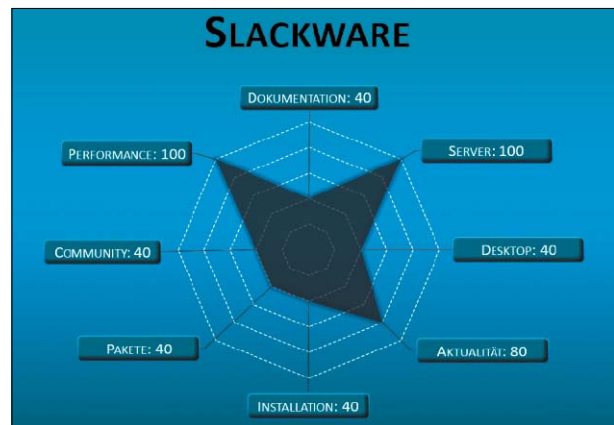 SLACKWARE
DOKUMENTATION: 40
PERFORMANCE: 100
SERVER: 100
COMMUNITY: 40
DESKTOP: 40
PAKETE: 40
AKTUALITÄT: 80
INSTALLATION: 40